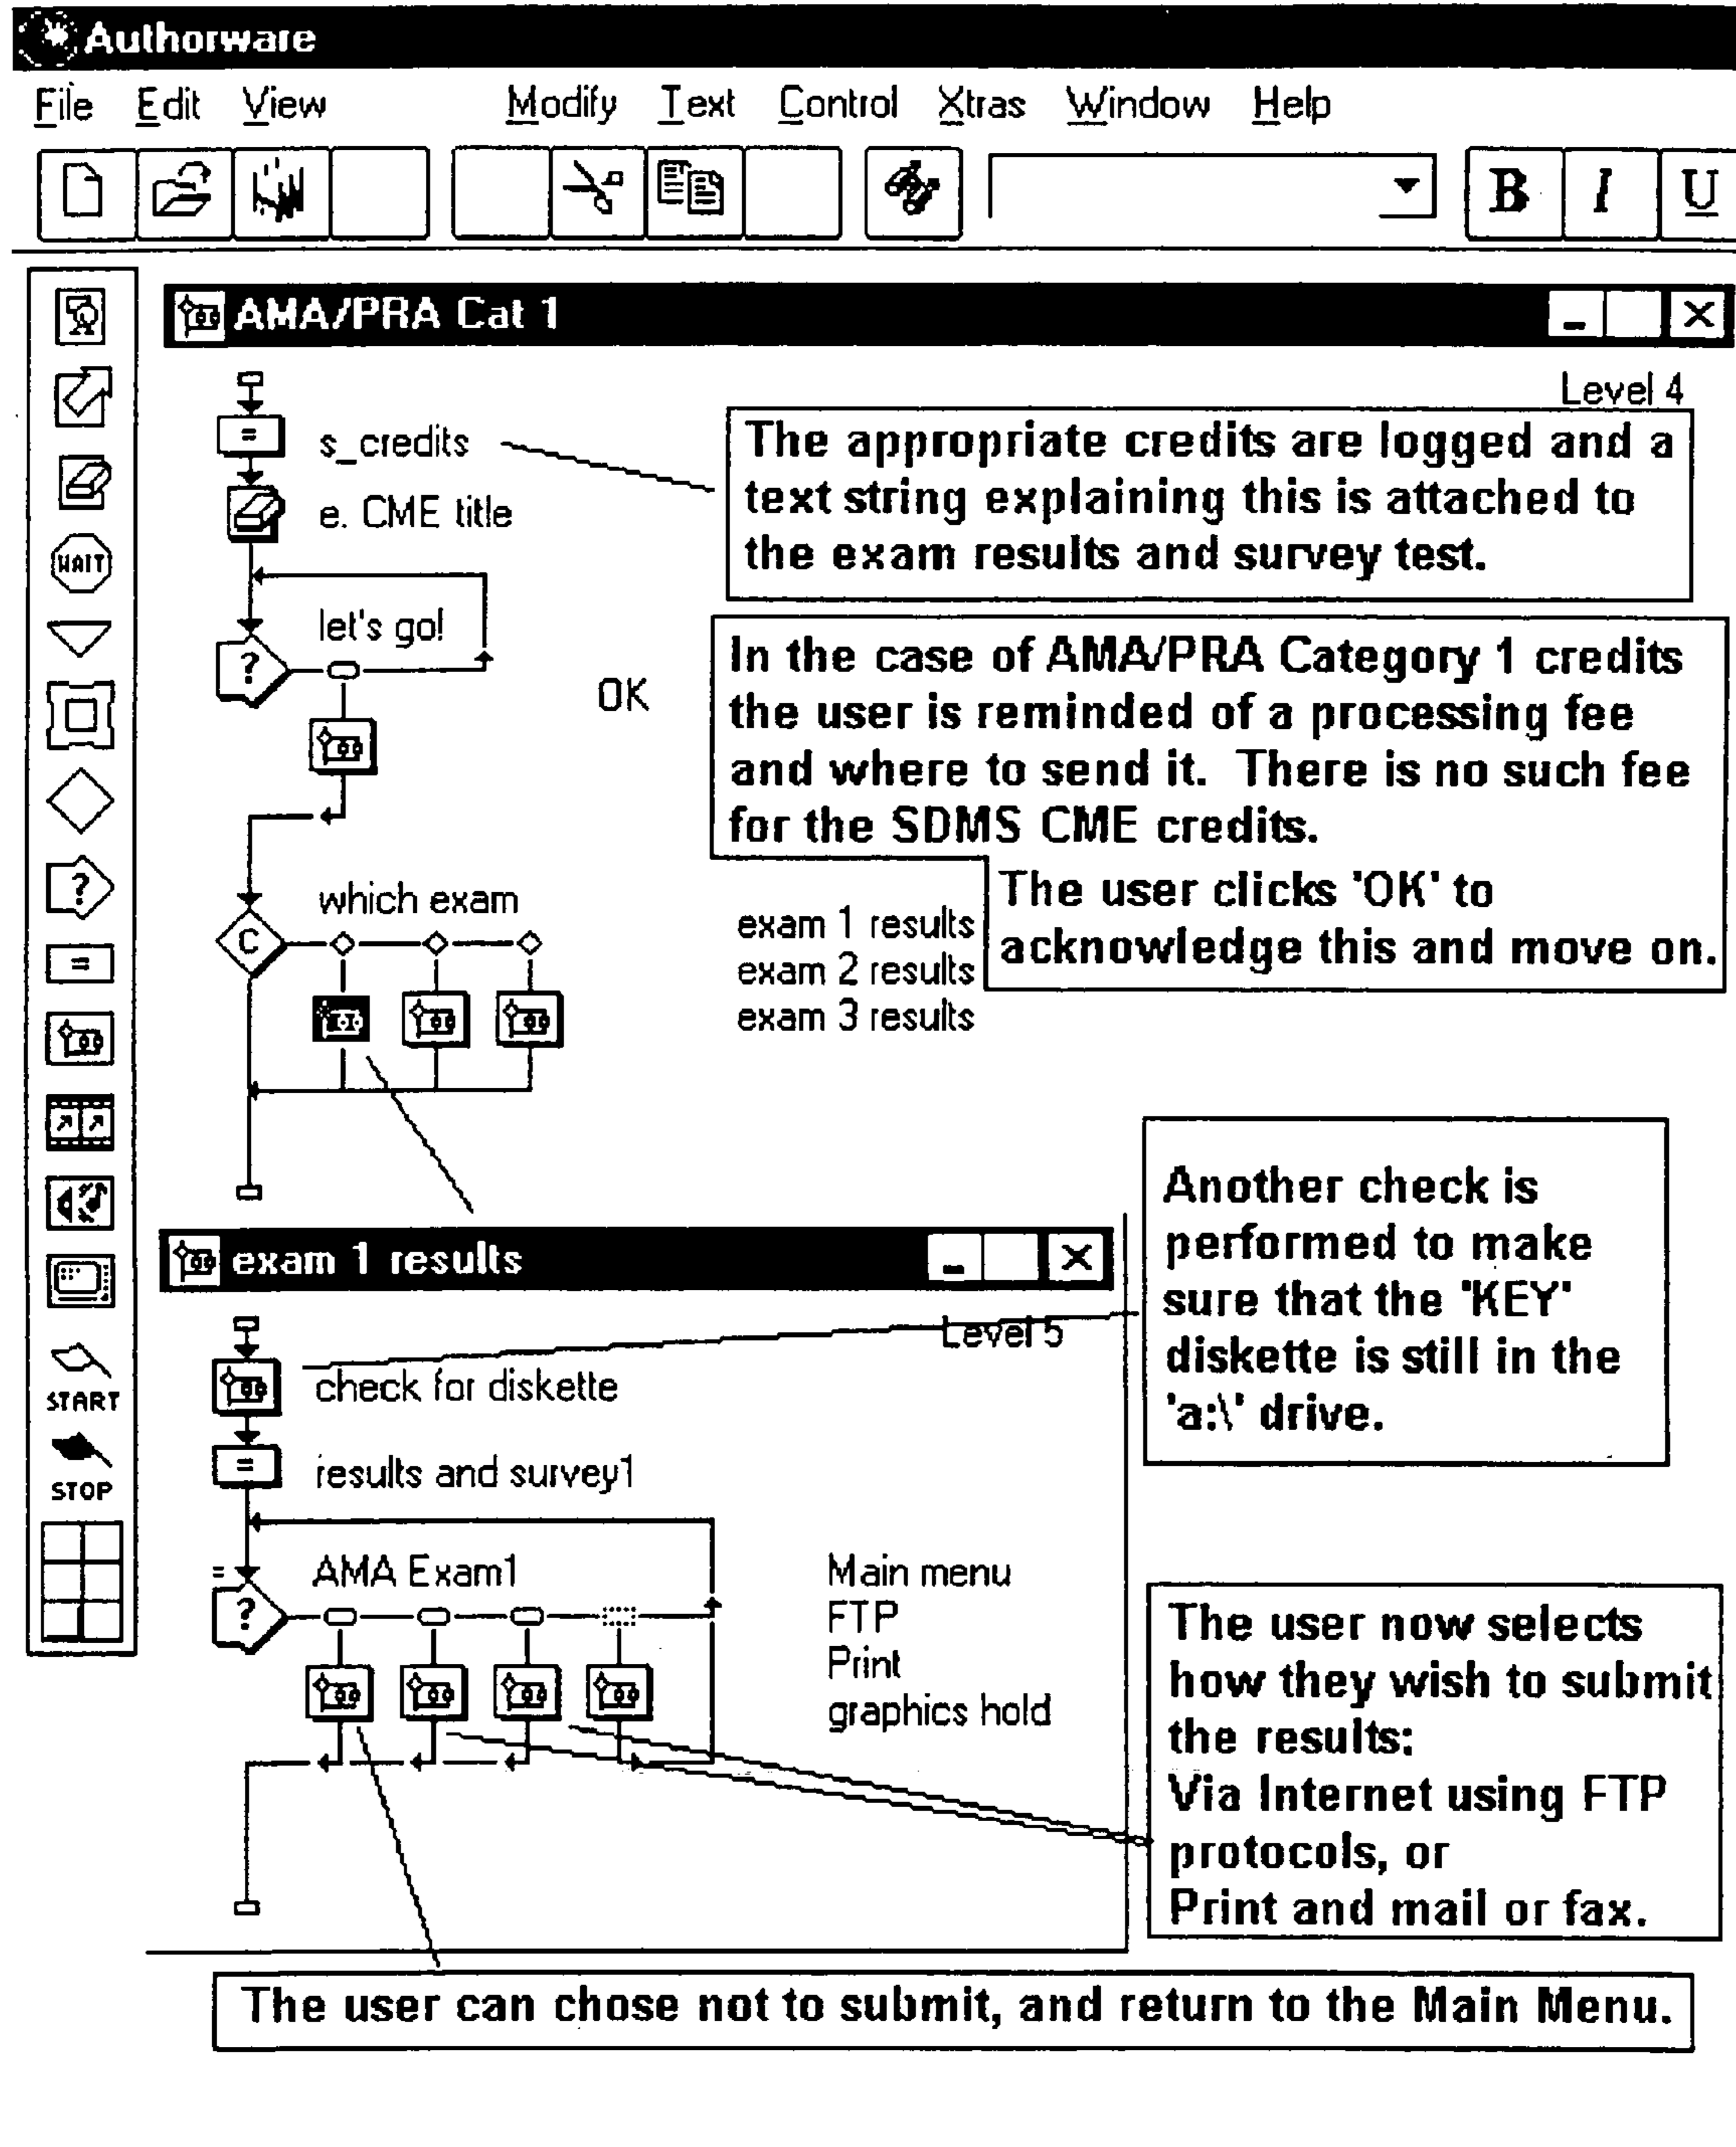 Authorware
File Edit View Modify Text Control Xtras Window Help
B I U
AMA/PRA Cat 1
Level 4
s_credits
e. CME title
let's go!
?
OK
which exam
C
exam 1 results
exam 2 results
exam 3 results
The appropriate credits are logged and a
text string explaining this is attached to
the exam results and survey test.
In the case of AMA/PRA Category 1 credits
the user is reminded of a processing fee
and where to send it. There is no such fee
for the SDMS CME credits.
The user clicks 'OK' to
acknowledge this and move on.
WAIT
?
=
START
STOP
exam 1 results
Level 5
check for diskette
=
results and survey1
=
AMA Exam1
?
Main menu
FTP
Print
graphics hold
Another check is
performed to make
sure that the 'KEY'
diskette is still in the
'a:\' drive.
The user now selects
how they wish to submit
the results:
Via Internet using FTP
protocols, or
Print and mail or fax.
The user can chose not to submit, and return to the Main Menu.